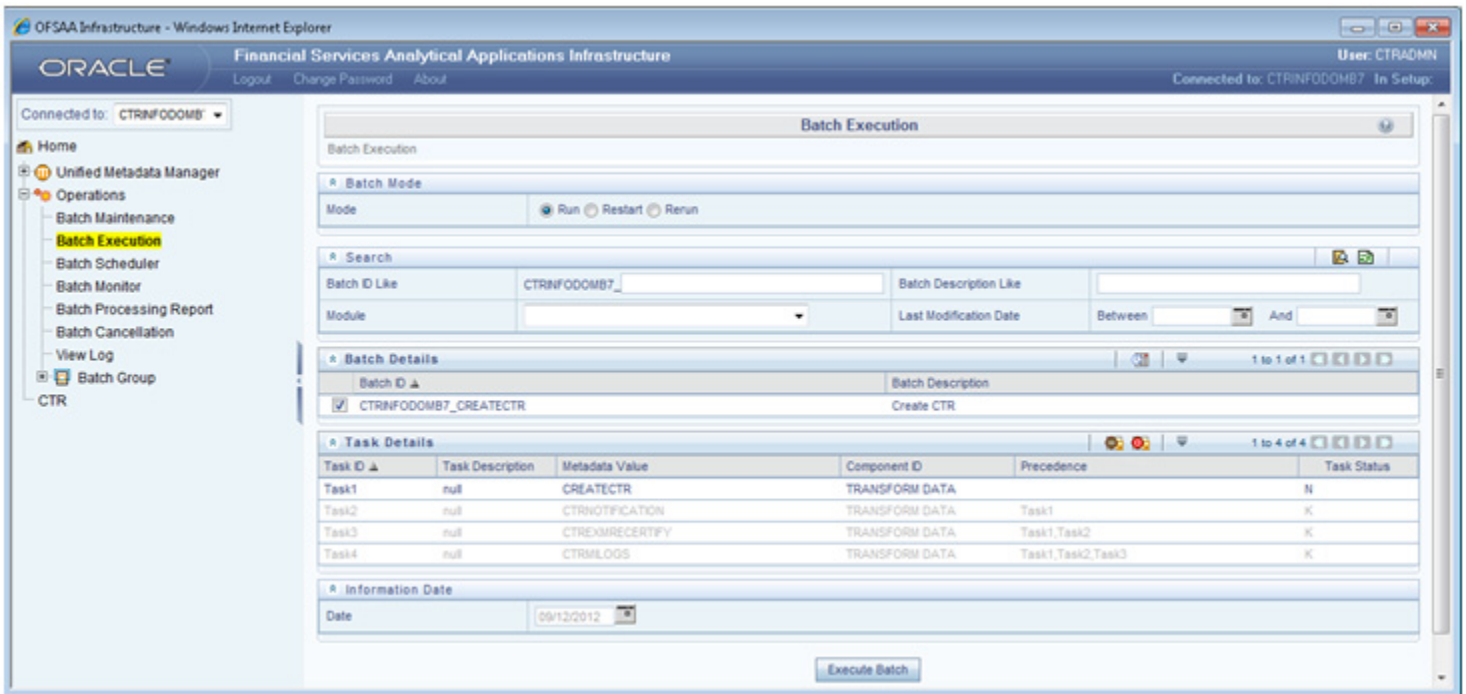 OFSAA Infrastructure - Windows Internet Explorer
ORACLE
Financial Services Analytical Applications Infrastructure
User: CTRADMN
Logout Change Password About
Connected to: CTRINFODOMB7 In Setup:
Connected to: CTRINFODOMB
Home
Unified Metadata Manager
Operations
Batch Maintenance
Batch Execution
Batch Scheduler
Batch Monitor
Batch Processing Report
Batch Cancellation
View Log
Batch Group
CTR
Batch Execution
Batch Execution
Batch Mode
Mode Run Restart Rerun
Search
Batch ID Like CTRINFODOMB7_ Batch Description Like
Module Last Modification Date Between And
Batch Details 1 to 1 of 1
Batch ID Batch Description
CTRINFODOMB7_CREATECTR Create CTR
Task Details 1 to 4 of 4
Task ID Task Description Metadata Value Component ID Precedence Task Status
Task1 null CREATECTR TRANSFORM DATA N
Task2 null CTRNOTIFICATION TRANSFORM DATA Task1 K
Task3 null CTREXMRECERTIFY TRANSFORM DATA Task1,Task2 K
Task4 null CTRMILOGS TRANSFORM DATA Task1,Task2,Task3 K
Information Date
Date 09/12/2012
Execute Batch